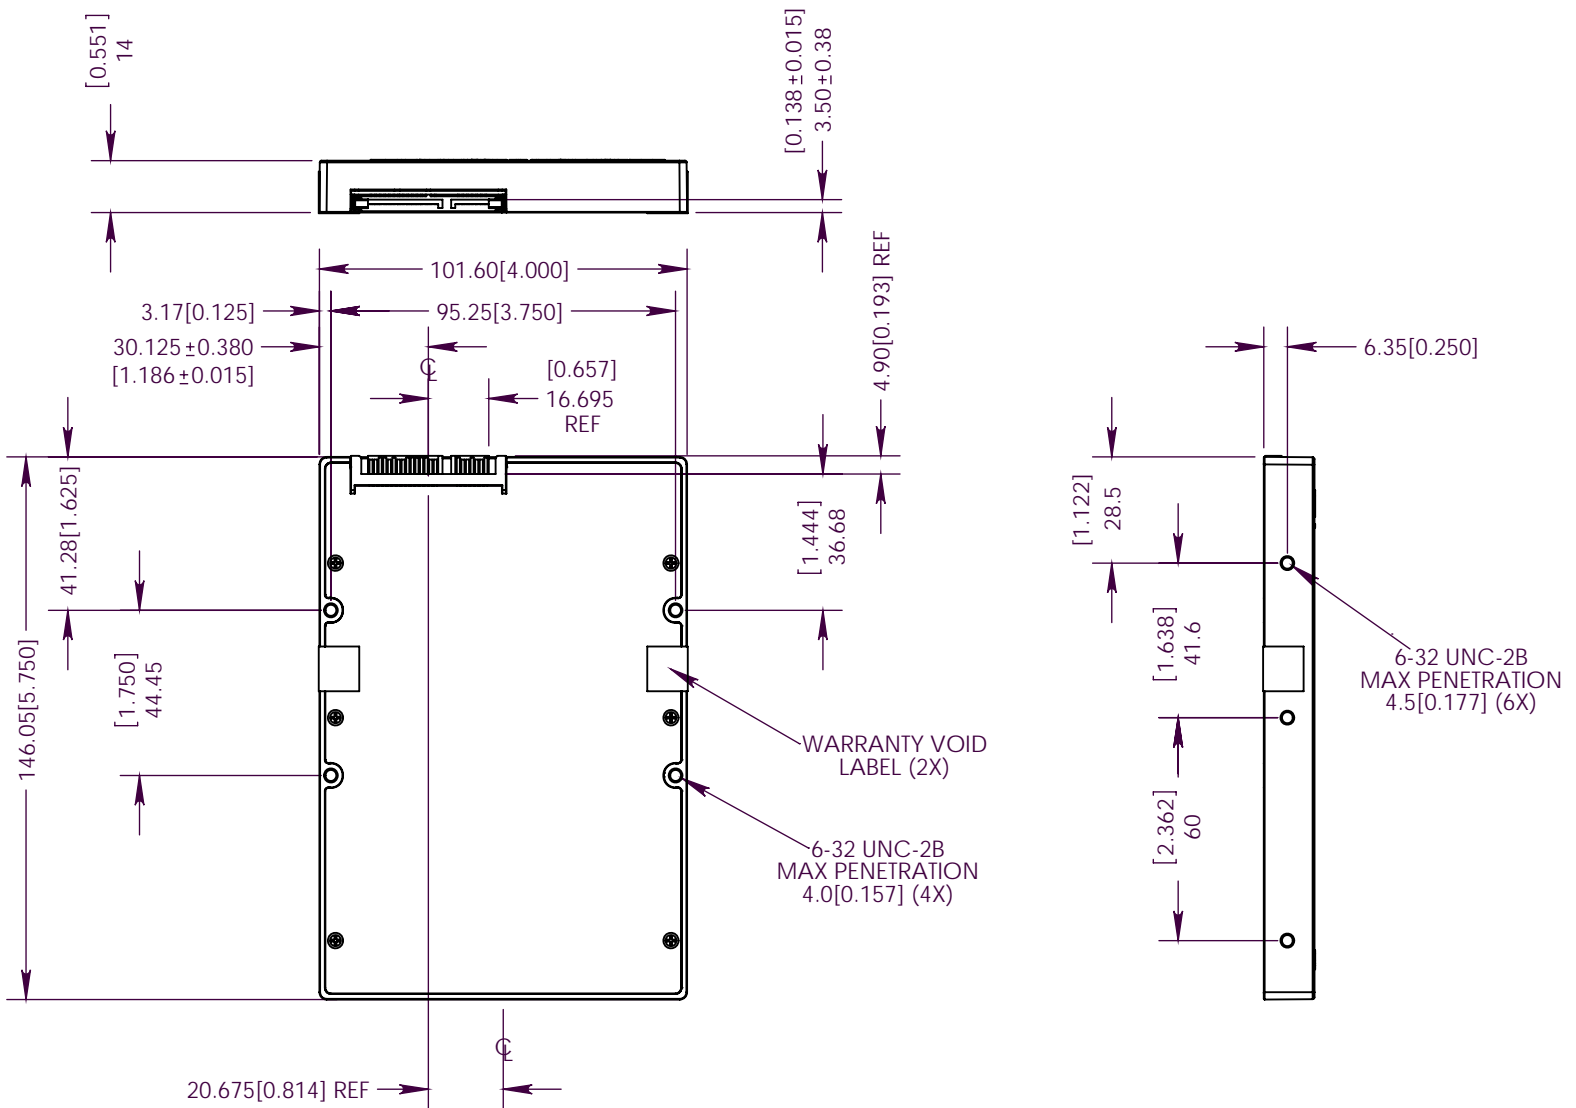 [0.551]
14
[0.138±0.015]
3.50±0.38
101.60[4.000]
4.90[0.193] REF
3.17[0.125]
95.25[3.750]
30.125±0.380
[1.186±0.015]
℄
[0.657]
16.695
REF
6.35[0.250]
41.28[1.625]
[1.444]
36.68
[1.122]
28.5
146.05[5.750]
[1.750]
44.45
[1.638]
41.6
6-32 UNC-2B
MAX PENETRATION
4.5[0.177] (6X)
WARRANTY VOID
LABEL (2X)
[2.362]
60
6-32 UNC-2B
MAX PENETRATION
4.0[0.157] (4X)
℄
20.675[0.814] REF